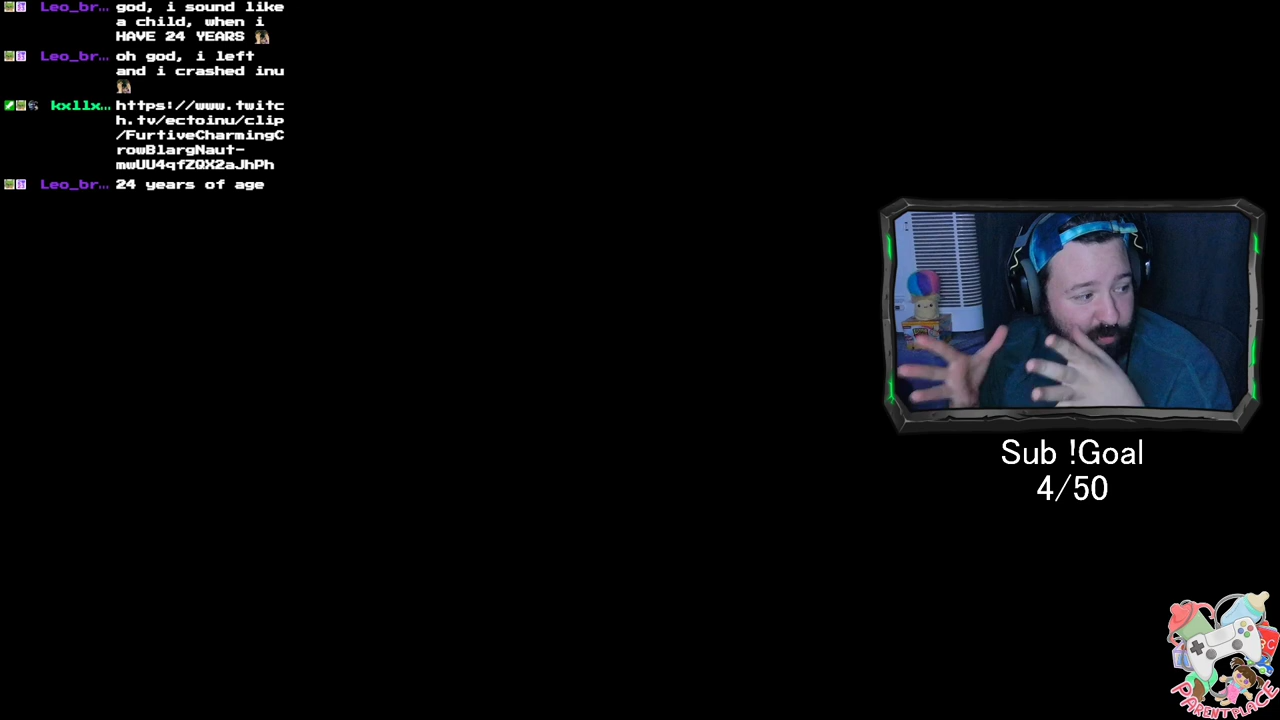 Leo_br... god, i sound like
a child, when i
HAVE 24 YEARS
Leo_br... oh god, i left
and i crashed inu
kxllx... https://www.twitc
h.tv/ectoinu/clip
/FurtiveCharmingC
rowBlargNaut-
mwUU4qfZQX2aJhPh
Leo_br... 24 years of age
Sub !Goal
4/50
PARENTPLACE